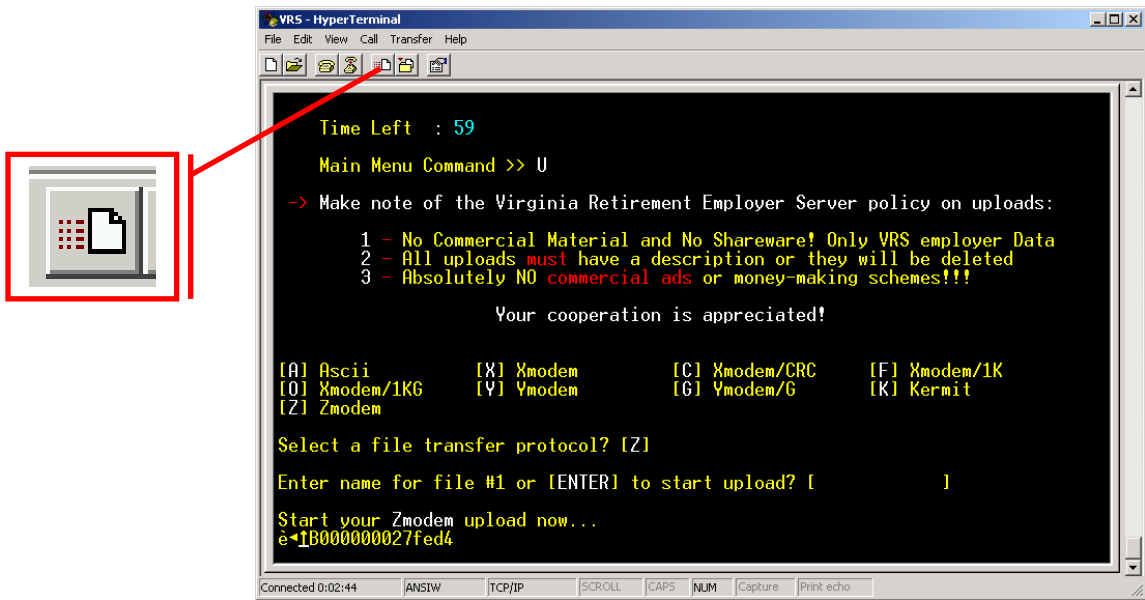 VRS - HyperTerminal
File Edit View Call Transfer Help
Time Left : 59
Main Menu Command >> U
-> Make note of the Virginia Retirement Employer Server policy on uploads:
1 - No Commercial Material and No Shareware! Only VRS employer Data
2 - All uploads must have a description or they will be deleted
3 - Absolutely NO commercial ads or money-making schemes!!!
Your cooperation is appreciated!
[A] Ascii [X] Xmodem [C] Xmodem/CRC [F] Xmodem/1K
[O] Xmodem/1KG [Y] Ymodem [G] Ymodem/G [K] Kermit
[Z] Zmodem
Select a file transfer protocol? [Z]
Enter name for file #1 or [ENTER] to start upload? [ ]
Start your Zmodem upload now...
è◄↑B000000027fed4
Connected 0:02:44 ANSIW TCP/IP SCROLL CAPS NUM Capture Print echo